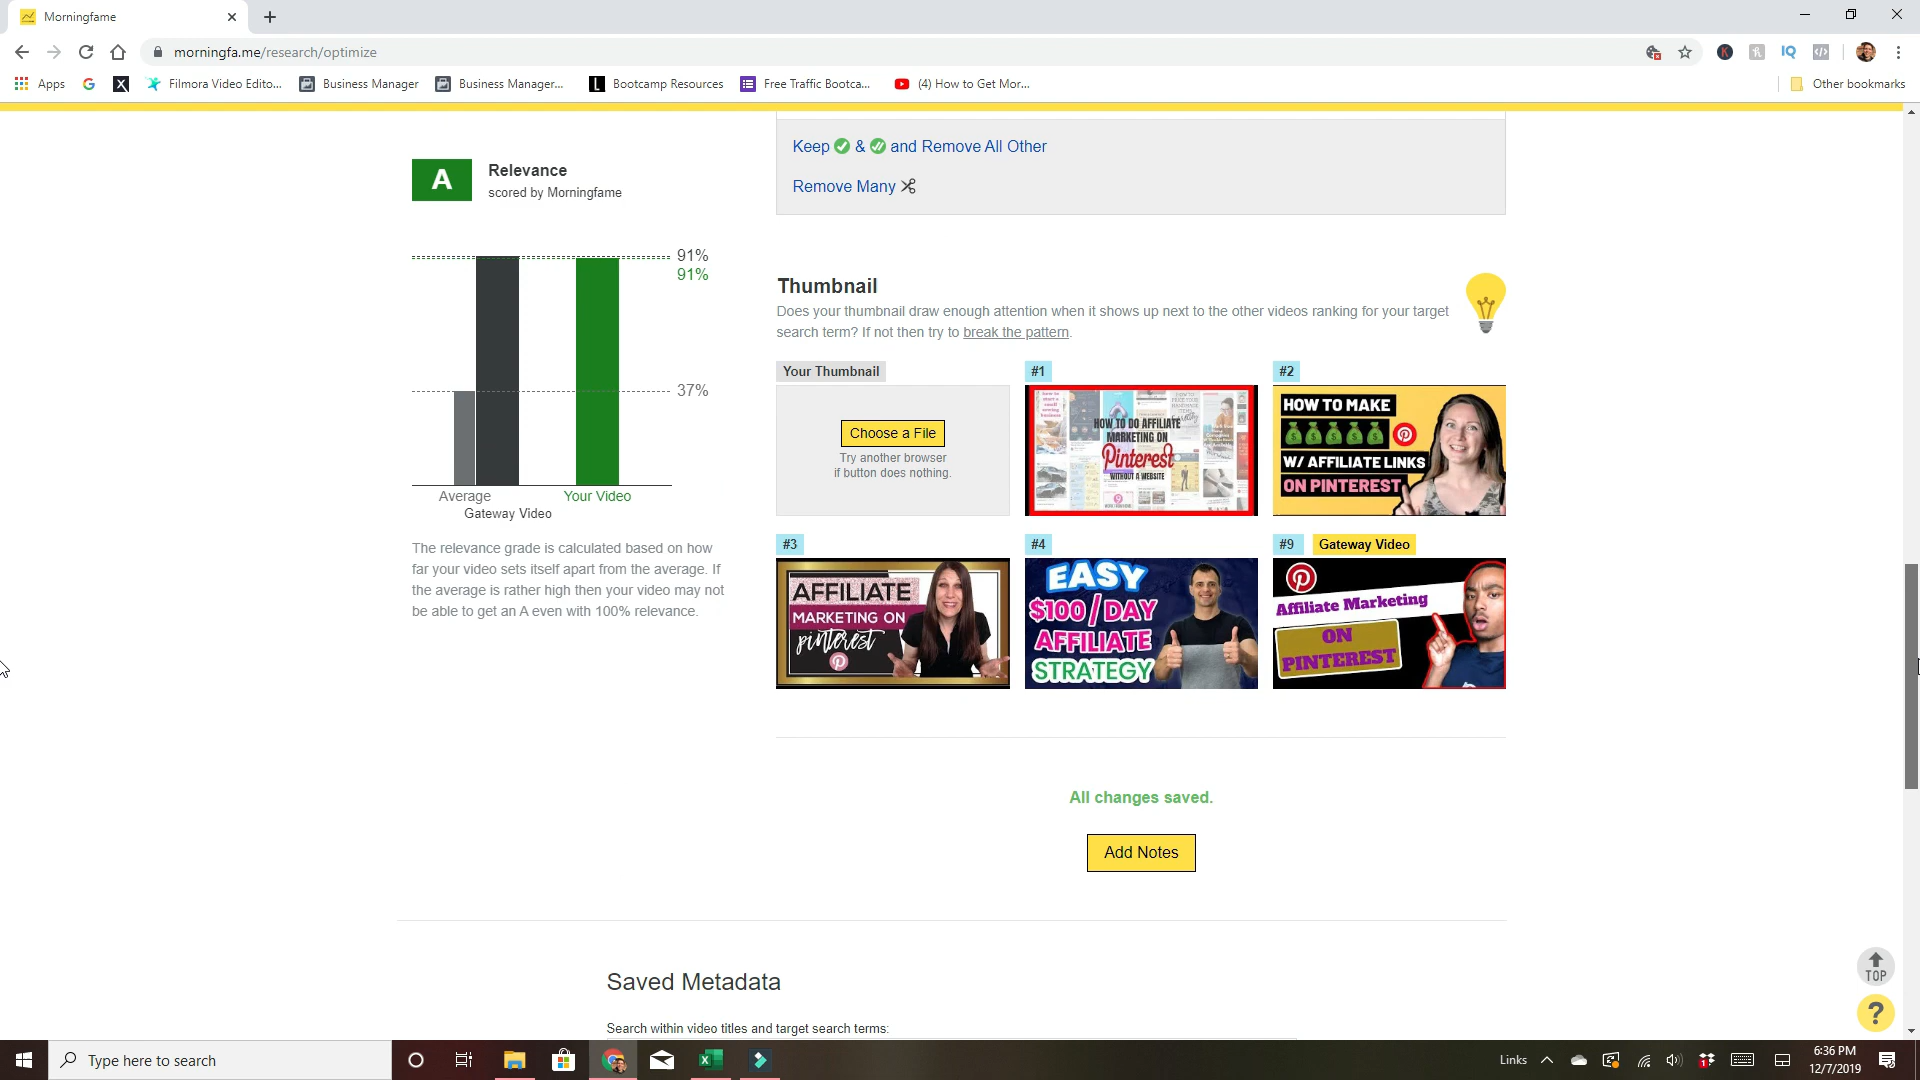 Morningfame
morningfa.me/research/optimize
Apps
Filmora Video Edito...
Business Manager
Business Manager...
Bootcamp Resources
Free Traffic Bootca...
(4) How to Get Mor...
Other bookmarks
Keep & and Remove All Other
Remove Many
A
Relevance
scored by Morningfame
91%
91%
37%
Average
Your Video
Gateway Video
The relevance grade is calculated based on how
far your video sets itself apart from the average. If
the average is rather high then your video may not
be able to get an A even with 100% relevance.
Thumbnail
Does your thumbnail draw enough attention when it shows up next to the other videos ranking for your target
search term? If not then try to break the pattern.
Your Thumbnail
Choose a File
Try another browser
if button does nothing.
#1
HOW TO DO AFFILIATE
MARKETING ON
Pinterest
WITHOUT A WEBSITE
#2
HOW TO MAKE
W/ AFFILIATE LINKS
ON PINTEREST
#3
AFFILIATE
MARKETING ON
pinterest
#4
EASY
$100/DAY
AFFILIATE
STRATEGY
#9
Gateway Video
Affiliate Marketing
ON
PINTEREST
All changes saved.
Add Notes
Saved Metadata
Search within video titles and target search terms:
TOP
?
Type here to search
Links
6:36 PM
12/7/2019